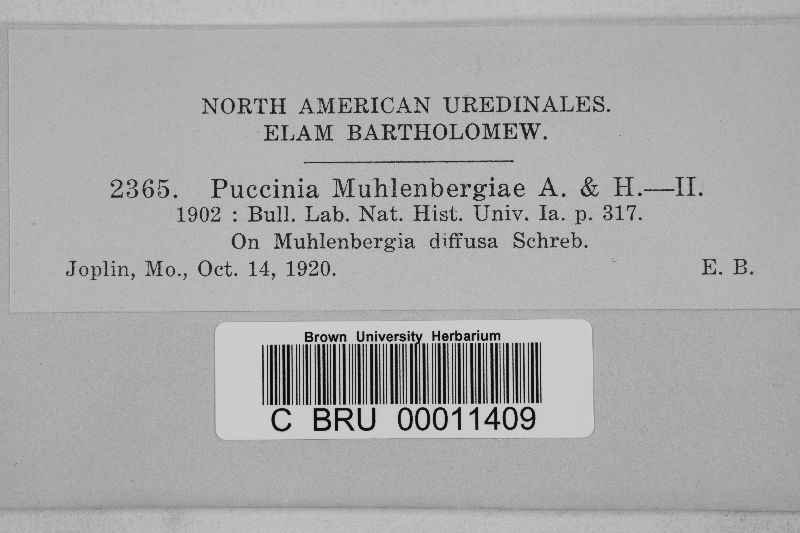 NORTH AMERICAN UREDINALES.
ELAM BARTHOLOMEW.
2365. Puccinia Muhlenbergiae A. & H.—II.
1902 : Bull. Lab. Nat. Hist. Univ. Ia. p. 317.
On Muhlenbergia diffusa Schreb.
Joplin, Mo., Oct. 14, 1920. E. B.
Brown University Herbarium
C BRU 00011409